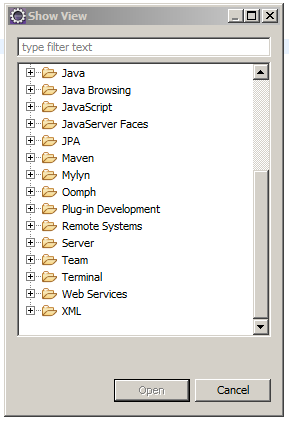 Show View
type filter text
Java
Java Browsing
JavaScript
JavaServer Faces
JPA
Maven
Mylyn
Oomph
Plug-in Development
Remote Systems
Server
Team
Terminal
Web Services
XML
Open
Cancel